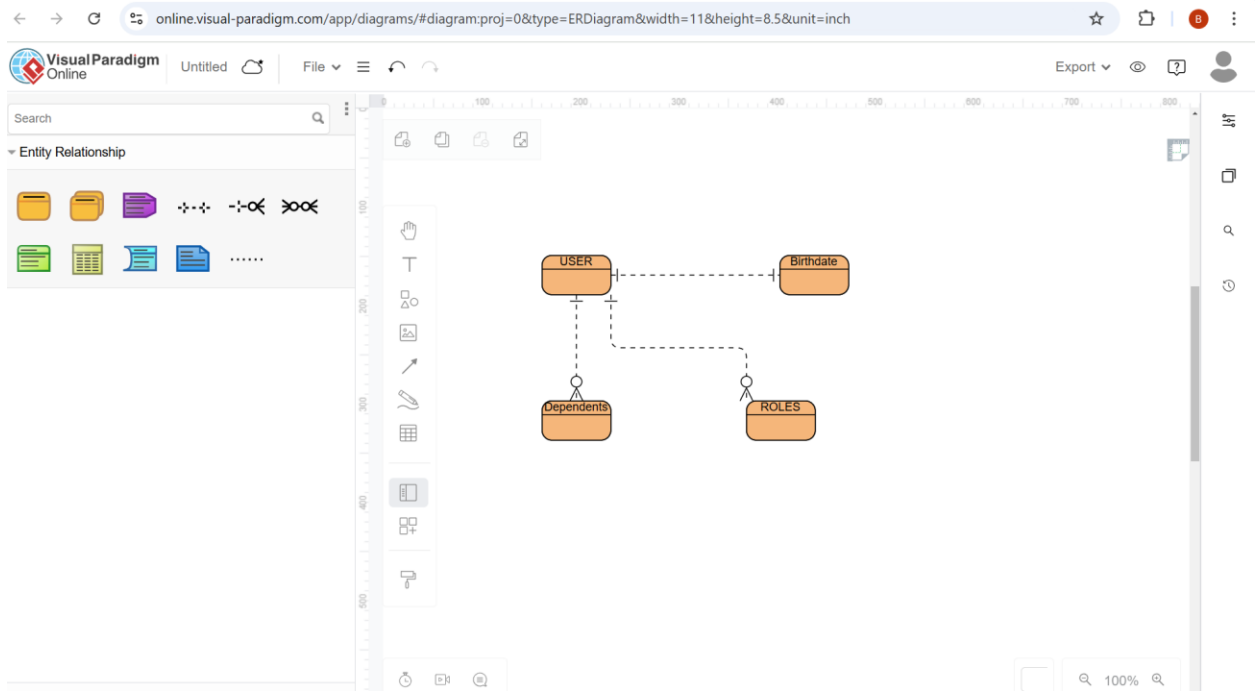 online.visual-paradigm.com/app/diagrams/#diagram:proj=0&type=ERDiagram&width=11&height=8.5&unit=inch
B
Visual Paradigm
Online
Untitled
File
Export
Search
Entity Relationship
0 100 200 300 400 500 600 700 800
100
200
300
400
500
T
USER
Birthdate
Dependents
ROLES
100%